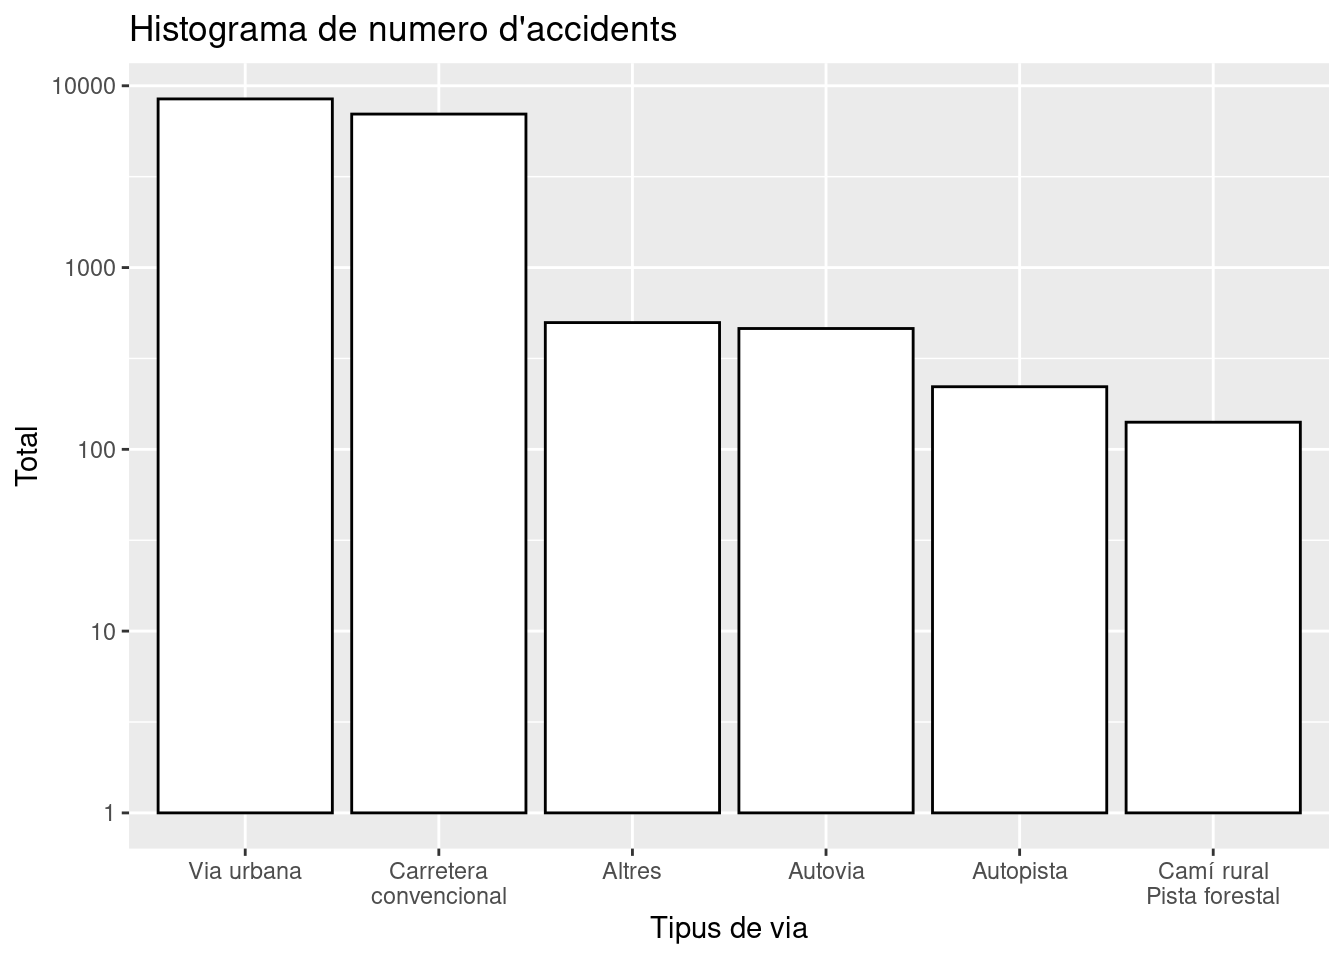 Histograma de numero d'accidents
10000
1000
100
10
1
Total
Via urbana
Carretera
convencional
Altres
Autovia
Autopista
Camí rural
Pista forestal
Tipus de via